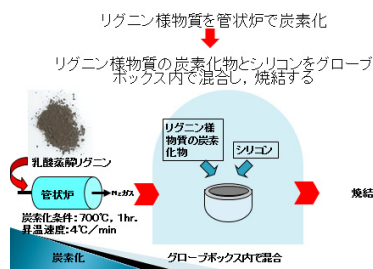 リグニン様物質を管状炉で炭素化
リグニン様物質の炭素化物とシリコンをグローブ
ボックス内で混合し，焼結する
リグニン様
物質の炭素
化物
シリコン
乳酸蒸解リグニン
管状炉
N₂ガス
焼結
炭素化条件：700℃，1hr.
昇温速度：4℃／min
炭素化
グローブボックス内で混合